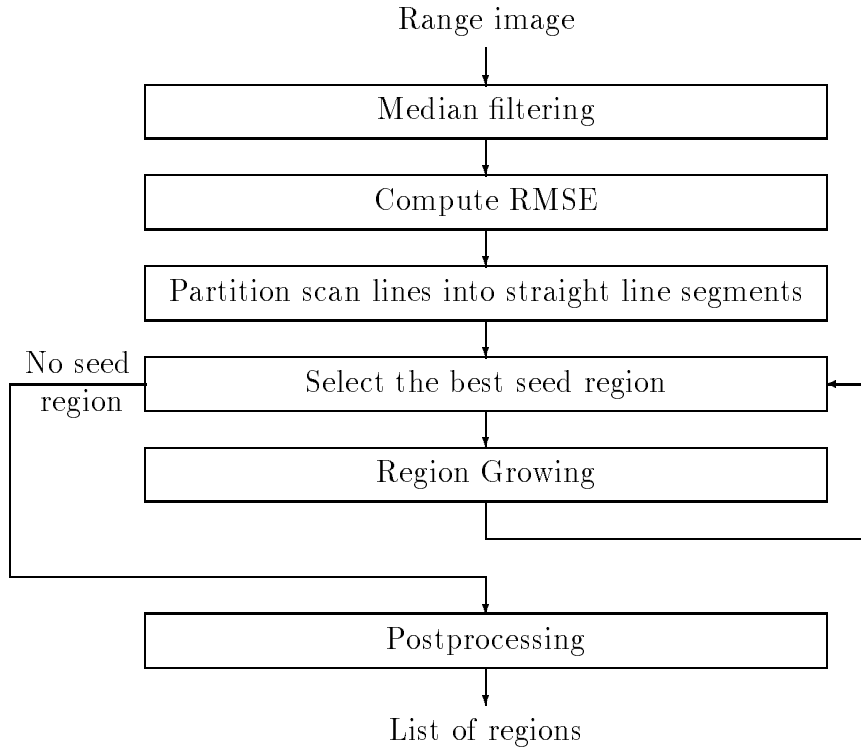 Range image
Median filtering
Compute RMSE
Partition scan lines into straight line segments
No seed
region
Select the best seed region
Region Growing
Postprocessing
List of regions